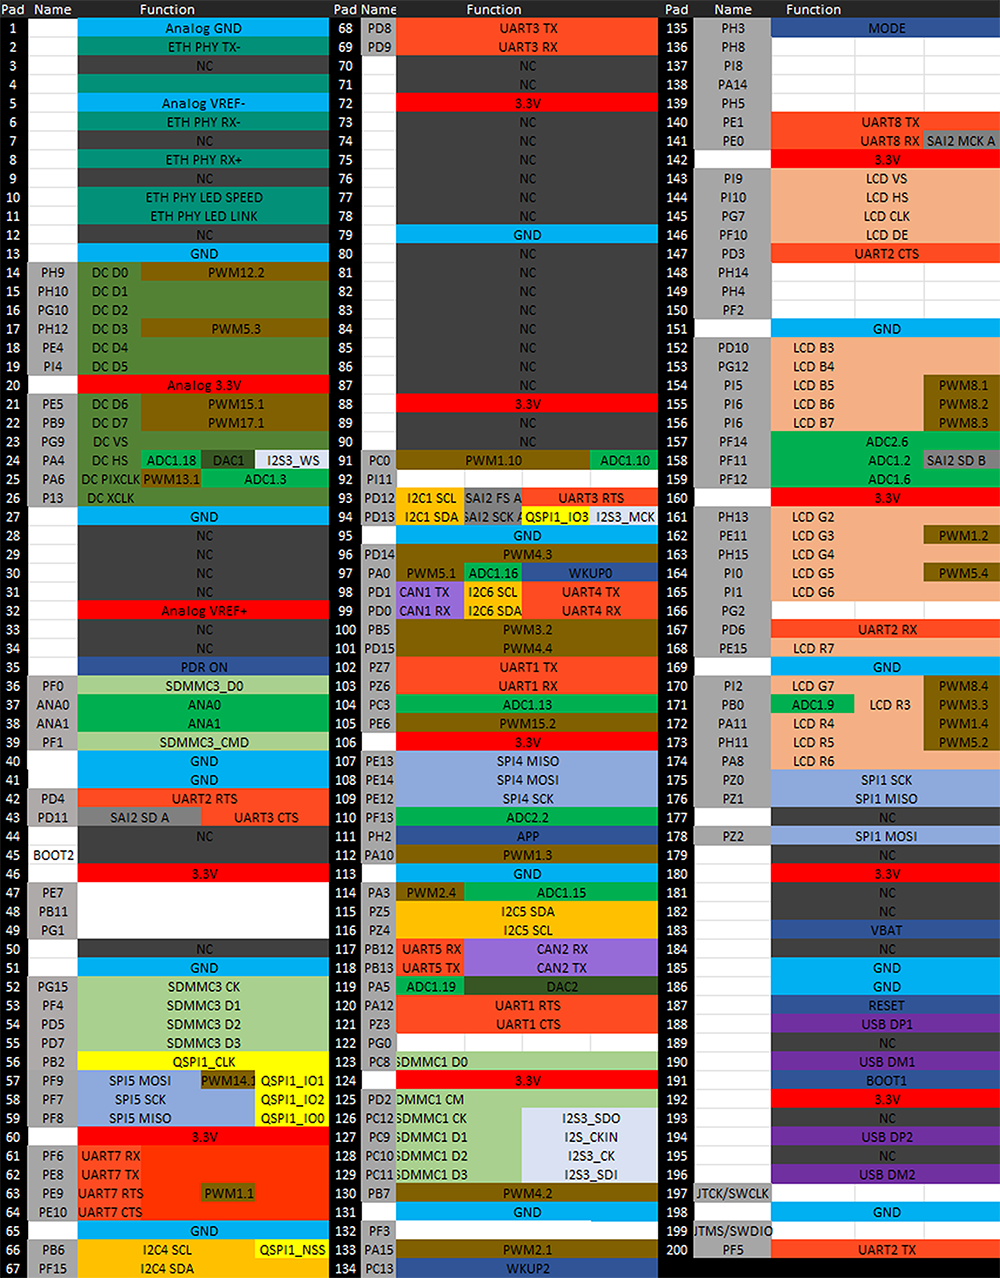 Pad Name Function
1 Analog GND
2 ETH PHY TX-
3 NC
4
5 Analog VREF-
6 ETH PHY RX-
7 NC
8 ETH PHY RX+
9 NC
10 ETH PHY LED SPEED
11 ETH PHY LED LINK
12 NC
13 GND
14 PH9 DC D0 PWM12.2
15 PH10 DC D1
16 PG10 DC D2
17 PH12 DC D3 PWM5.3
18 PE4 DC D4
19 PI4 DC D5
20 Analog 3.3V
21 PE5 DC D6 PWM15.1
22 PB9 DC D7 PWM17.1
23 PG9 DC VS
24 PA4 DC HS ADC1.18 DAC1 I2S3_WS
25 PA6 DC PIXCLK PWM13.1 ADC1.3
26 P13 DC XCLK
27 GND
28 NC
29 NC
30 NC
31 NC
32 Analog VREF+
33 NC
34 NC
35 PDR ON
36 PF0 SDMMC3_D0
37 ANA0 ANA0
38 ANA1 ANA1
39 PF1 SDMMC3_CMD
40 GND
41 GND
42 PD4 UART2 RTS
43 PD11 SAI2 SD A UART3 CTS
44 NC
45 BOOT2
46 3.3V
47 PE7
48 PB11
49 PG1
50 NC
51 GND
52 PG15 SDMMC3 CK
53 PF4 SDMMC3 D1
54 PD5 SDMMC3 D2
55 PD7 SDMMC3 D3
56 PB2 QSPI1_CLK
57 PF9 SPI5 MOSI PWM14.1 QSPI1_IO1
58 PF7 SPI5 SCK QSPI1_IO2
59 PF8 SPI5 MISO QSPI1_IO0
60 3.3V
61 PF6 UART7 RX
62 PE8 UART7 TX
63 PE9 UART7 RTS PWM1.1
64 PE10 UART7 CTS
65 GND
66 PB6 I2C4 SCL QSPI1_NSS
67 PF15 I2C4 SDA
Pad Name Function
68 PD8 UART3 TX
69 PD9 UART3 RX
70 NC
71 NC
72 3.3V
73 NC
74 NC
75 NC
76 NC
77 NC
78 NC
79 GND
80 NC
81 NC
82 NC
83 NC
84 NC
85 NC
86 NC
87 NC
88 3.3V
89 NC
90 NC
91 PC0 PWM1.10 ADC1.10
92 PI11
93 PD12 I2C1 SCL SAI2 FS A UART3 RTS
94 PD13 I2C1 SDA SAI2 SCK A QSPI1_IO3 I2S3_MCK
95 GND
96 PD14 PWM4.3
97 PA0 PWM5.1 ADC1.16 WKUP0
98 PD1 CAN1 TX I2C6 SCL UART4 TX
99 PD0 CAN1 RX I2C6 SDA UART4 RX
100 PB5 PWM3.2
101 PD15 PWM4.4
102 PZ7 UART1 TX
103 PZ6 UART1 RX
104 PC3 ADC1.13
105 PE6 PWM15.2
106 3.3V
107 PE13 SPI4 MISO
108 PE14 SPI4 MOSI
109 PE12 SPI4 SCK
110 PF13 ADC2.2
111 PH2 APP
112 PA10 PWM1.3
113 GND
114 PA3 PWM2.4 ADC1.15
115 PZ5 I2C5 SDA
116 PZ4 I2C5 SCL
117 PB12 UART5 RX CAN2 RX
118 PB13 UART5 TX CAN2 TX
119 PA5 ADC1.19 DAC2
120 PA12 UART1 RTS
121 PZ3 UART1 CTS
122 PG0
123 PC8 SDMMC1 D0
124 3.3V
125 PD2 DMMC1 CM
126 PC12 SDMMC1 CK I2S3_SDO
127 PC9 SDMMC1 D1 I2S_CKIN
128 PC10 SDMMC1 D2 I2S3_CK
129 PC11 SDMMC1 D3 I2S3_SDI
130 PB7 PWM4.2
131 GND
132 PF3
133 PA15 PWM2.1
134 PC13 WKUP2
Pad Name Function
135 PH3 MODE
136 PH8
137 PI8
138 PA14
139 PH5
140 PE1 UART8 TX
141 PE0 UART8 RX SAI2 MCK A
142 3.3V
143 PI9 LCD VS
144 PI10 LCD HS
145 PG7 LCD CLK
146 PF10 LCD DE
147 PD3 UART2 CTS
148 PH14
149 PH4
150 PF2
151 GND
152 PD10 LCD B3
153 PG12 LCD B4
154 PI5 LCD B5 PWM8.1
155 PI6 LCD B6 PWM8.2
156 PI6 LCD B7 PWM8.3
157 PF14 ADC2.6
158 PF11 ADC1.2 SAI2 SD B
159 PF12 ADC1.6
160 3.3V
161 PH13 LCD G2
162 PE11 LCD G3 PWM1.2
163 PH15 LCD G4
164 PI0 LCD G5 PWM5.4
165 PI1 LCD G6
166 PG2
167 PD6 UART2 RX
168 PE15 LCD R7
169 GND
170 PI2 LCD G7 PWM8.4
171 PB0 ADC1.9 LCD R3 PWM3.3
172 PA11 LCD R4 PWM1.4
173 PH11 LCD R5 PWM5.2
174 PA8 LCD R6
175 PZ0 SPI1 SCK
176 PZ1 SPI1 MISO
177 NC
178 PZ2 SPI1 MOSI
179 NC
180 3.3V
181 NC
182 NC
183 VBAT
184 NC
185 GND
186 GND
187 RESET
188 USB DP1
189 NC
190 USB DM1
191 BOOT1
192 3.3V
193 NC
194 USB DP2
195 NC
196 USB DM2
197 JTCK/SWCLK
198 GND
199 JTMS/SWDIO
200 PF5 UART2 TX